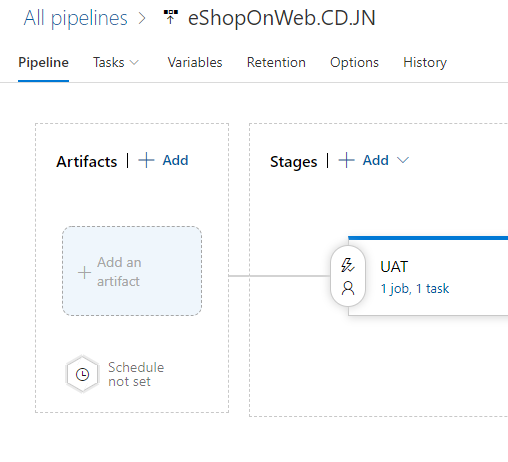 All pipelines > eShopOnWeb.CD.JN
Pipeline Tasks Variables Retention Options History
Artifacts | + Add
Stages | + Add
+ Add an
artifact
UAT
1 job, 1 task
Schedule
not set